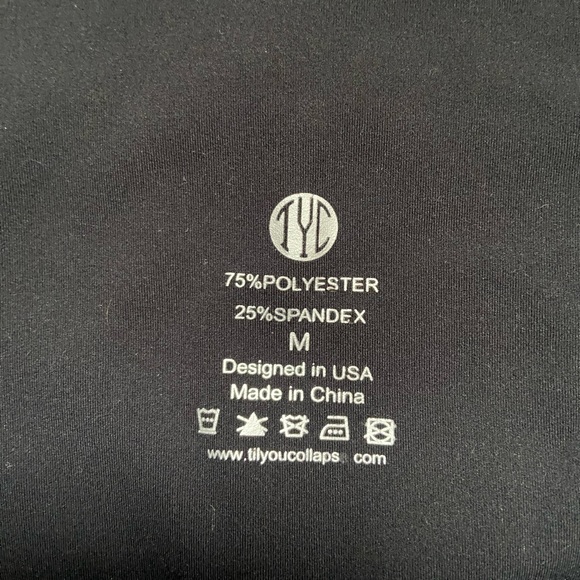 TYC
75%POLYESTER
25%SPANDEX
M
Designed in USA
Made in China
www.tilyoucollaps com